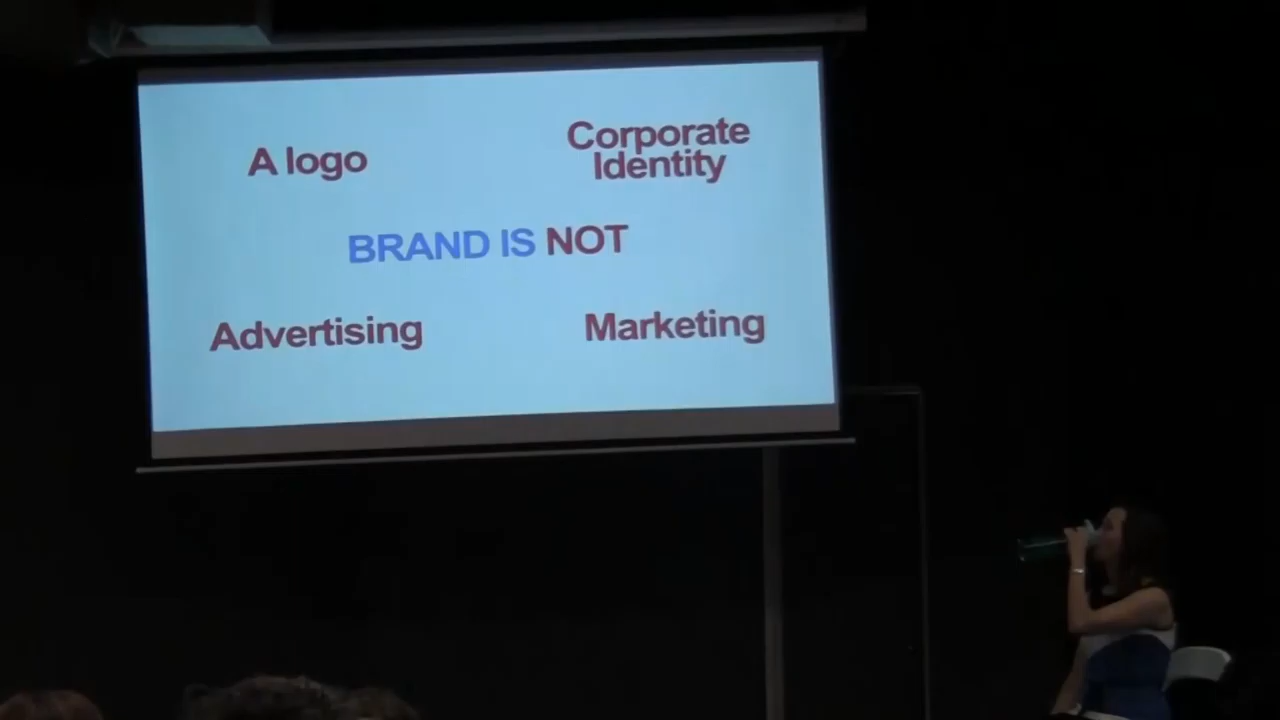 A logo
Corporate
Identity
BRAND IS NOT
Advertising
Marketing